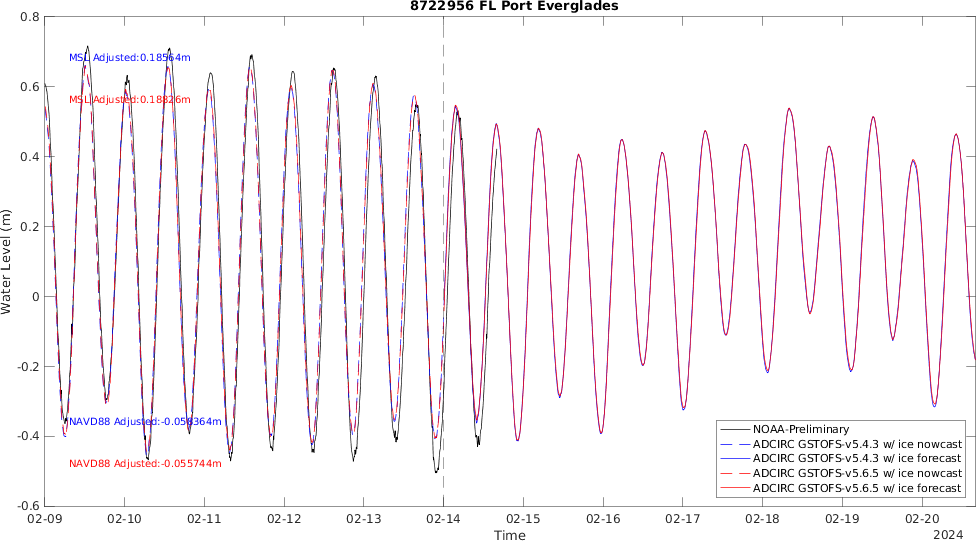 8722956 FL Port Everglades
0.8
MSL Adjusted:0.18564m
0.6
MSL Adjusted:0.18826m
0.4
0.2
Water Level (m)
0
-0.2
NAVD88 Adjusted:-0.058364m
-0.4
NOAA-Preliminary
ADCIRC GSTOFS-v5.4.3 w/ ice nowcast
NAVD88 Adjusted:-0.055744m
ADCIRC GSTOFS-v5.4.3 w/ ice forecast
ADCIRC GSTOFS-v5.6.5 w/ ice nowcast
ADCIRC GSTOFS-v5.6.5 w/ ice forecast
-0.6
02-09 02-10 02-11 02-12 02-13 02-14 02-15 02-16 02-17 02-18 02-19 02-20
Time
2024